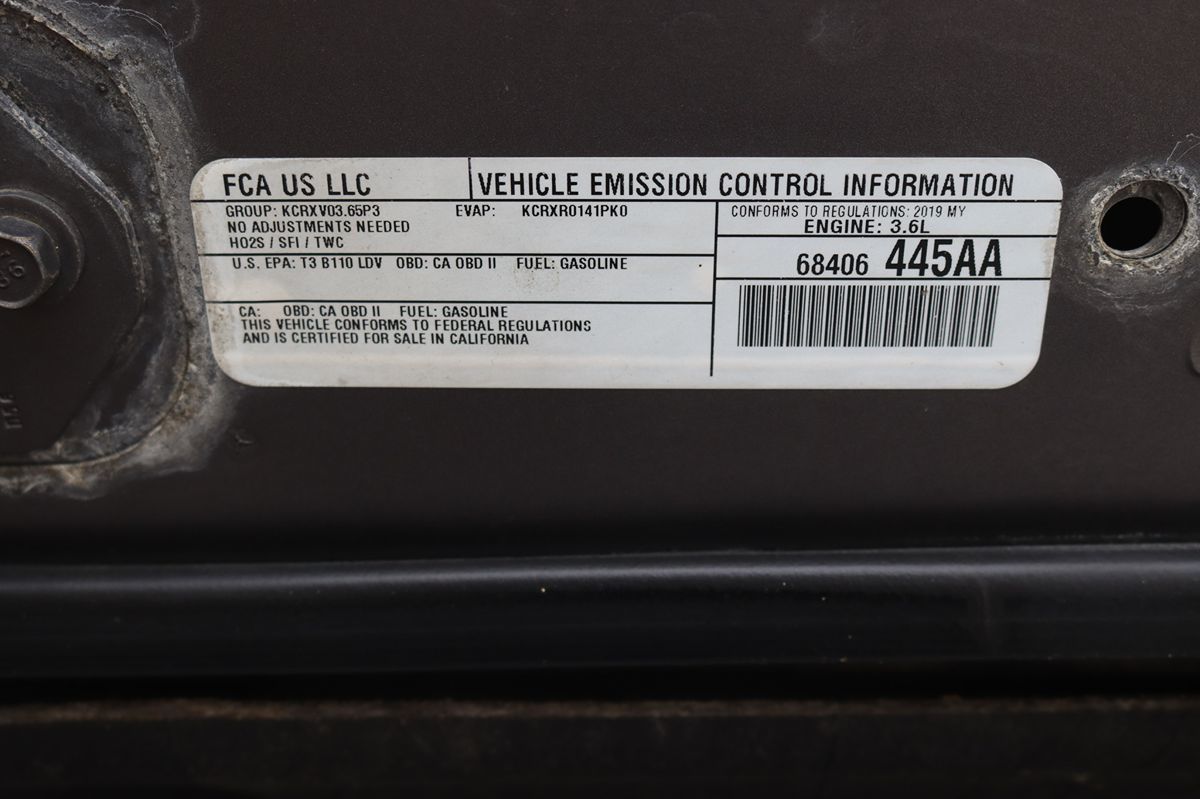 FCA US LLC
VEHICLE EMISSION CONTROL INFORMATION
GROUP: KCRXV03.65P3 EVAP: KCRXR0141PK0
NO ADJUSTMENTS NEEDED
HO2S / SFI / TWC
U.S. EPA: T3 B110 LDV OBD: CA OBD II FUEL: GASOLINE
CA: OBD: CA OBD II FUEL: GASOLINE
THIS VEHICLE CONFORMS TO FEDERAL REGULATIONS
AND IS CERTIFIED FOR SALE IN CALIFORNIA
CONFORMS TO REGULATIONS: 2019 MY
ENGINE: 3.6L
68406 445AA